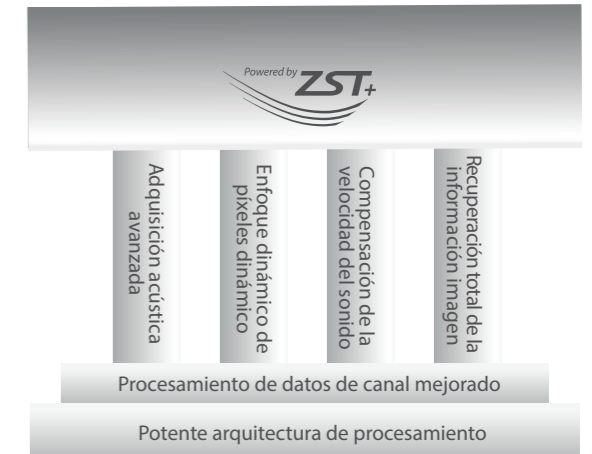 Powered by ZST+
Adquisición acústica
avanzada
Enfoque dinámico de
píxeles dinámico
Compensación de la
velocidad del sonido
Recuperación total de la
información imagen
Procesamiento de datos de canal mejorado
Potente arquitectura de procesamiento